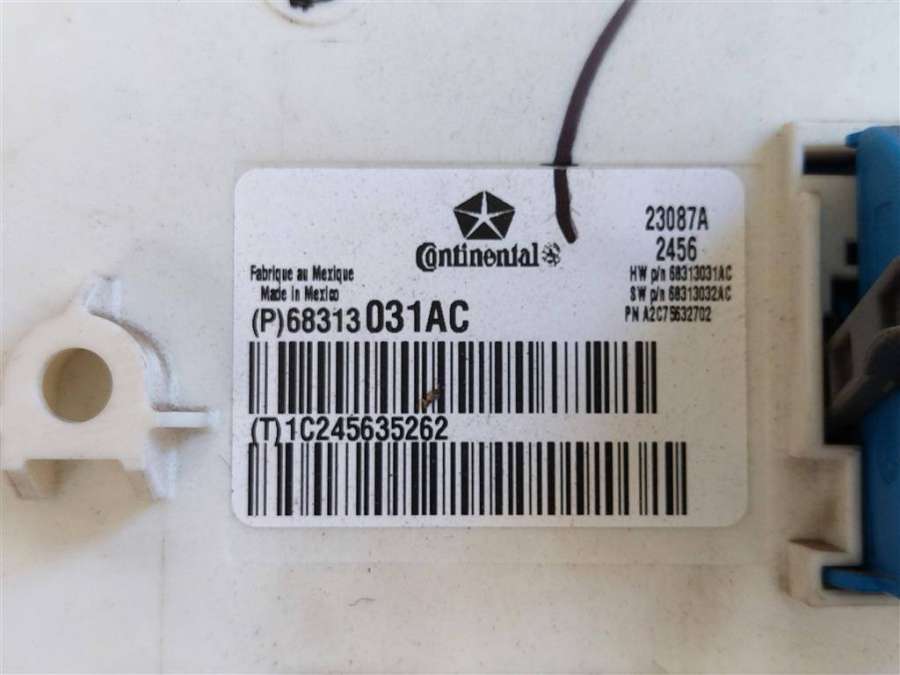 Continental
23087A
2456
Fabrique au Mexique
Made in Mexico
HW p/n 68313031AC
SW p/n 68313032AC
PN A2C75632702
(P)68313 031AC
(T)1C245635262